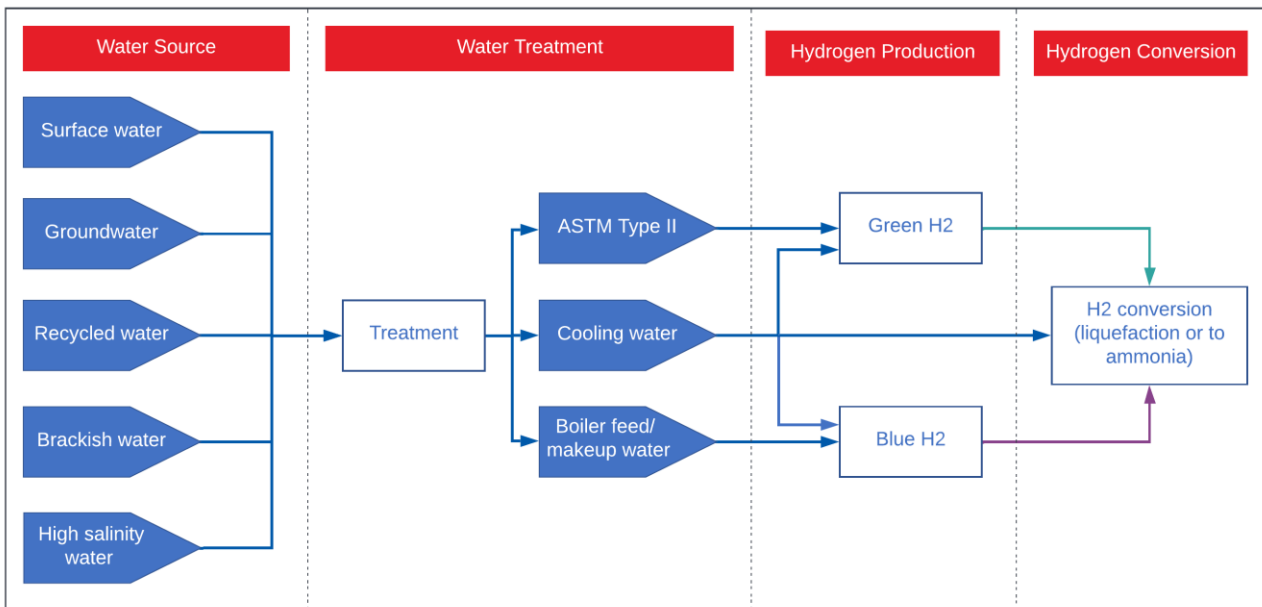 Water Source
Water Treatment
Hydrogen Production
Hydrogen Conversion
Surface water
Groundwater
Recycled water
Brackish water
High salinity
water
Treatment
ASTM Type II
Cooling water
Boiler feed/
makeup water
Green H2
Blue H2
H2 conversion
(liquefaction or to
ammonia)